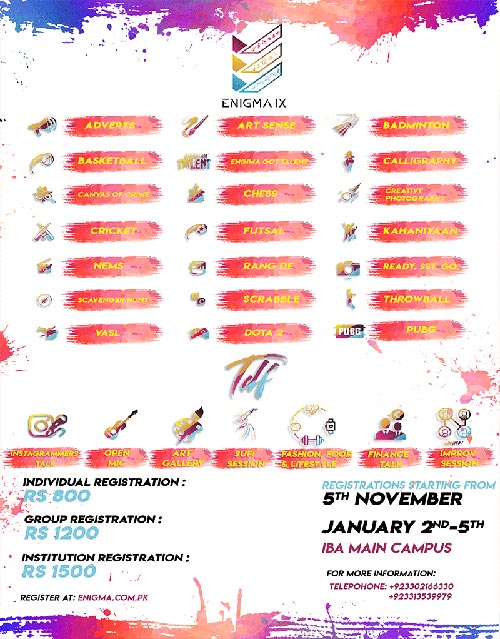 ENIGMA IX
ADVERTS
ART SENSE
BADMINTON
BASKETBALL
TALENT
ENIGMA GOT TALENT
CALLIGRAPHY
CANVAS OF CRIME
CHESS
CREATIVE
PHOTOGRAPHY
CRICKET
FUTSAL
KAHANIYAAN
NEMS
RANG DE
READY, SET, GO!
SCAVENGER HUNT
SCRABBLE
THROWBALL
VASL
DOTA 2
PUBG
PUBG
INSTAGRAMMERS
TALK
OPEN
MIC
ART
GALLERY
SUFI
SESSION
FASHION, FOOD
& LIFESTYLE
FINANCE
TALK
IMPROV
SESSION
INDIVIDUAL REGISTRATION :
RS 800
GROUP REGISTRATION :
RS 1200
INSTITUTION REGISTRATION :
RS 1500
REGISTER AT: ENIGMA.COM.PK
REGISTRATIONS STARTING FROM
5TH NOVEMBER
JANUARY 2ND-5TH
IBA MAIN CAMPUS
FOR MORE INFORMATION:
TELEPOHONE: +923302166330
+923313539979